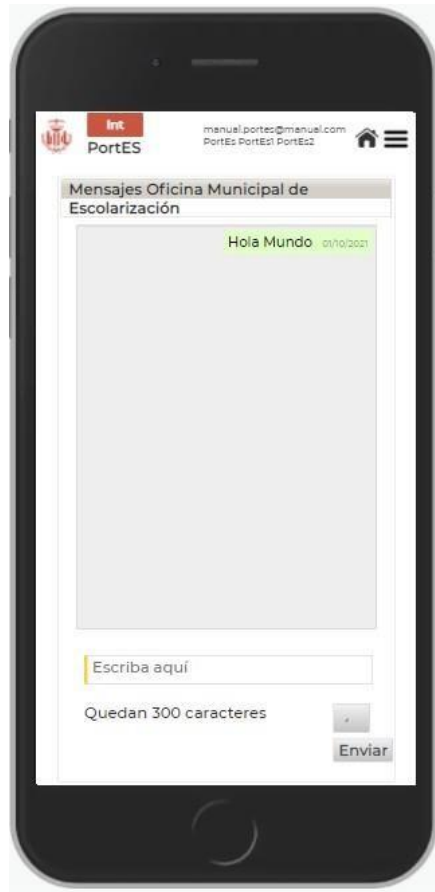 Int
PortES
manual.portes@manual.com
PortEs PortEs1 PortEs2
Mensajes Oficina Municipal de
Escolarización
Hola Mundo 01/10/2021
Escriba aquí
Quedan 300 caracteres
Enviar